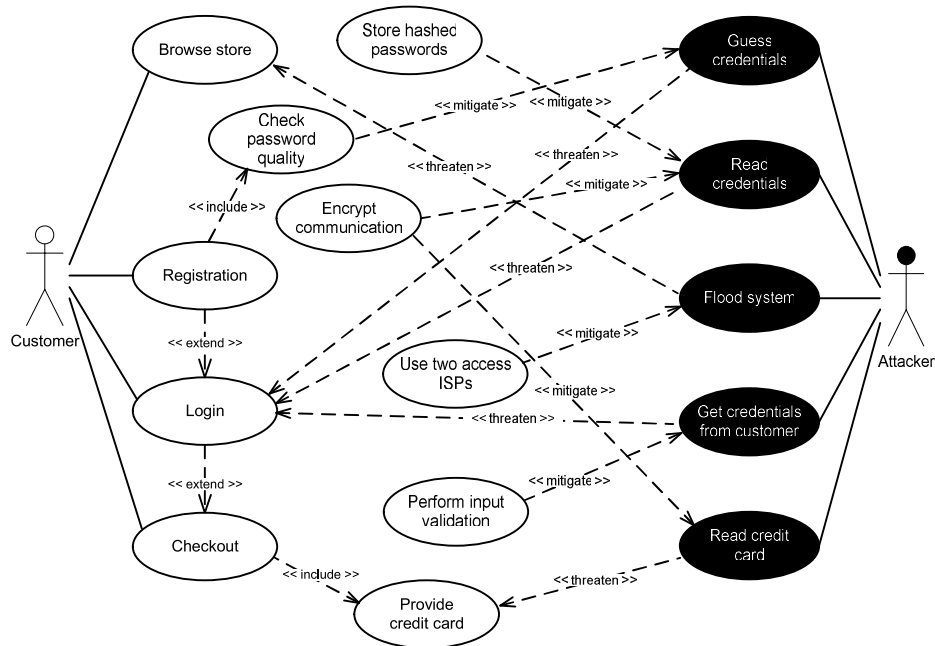 Browse store
Store hashed
passwords
Guess
credentials
<< mitigate >>
<< mitigate >>
Check
password
quality
<< threaten >>
<< threaten >>
Read
credentials
<< mitigate >>
<< include >>
Encrypt
communication
Registration
<< threaten >>
Flood system
Customer
Attacker
<< extend >>
<< mitigate >>
Use two access
ISPs
<< mitigate >>
Login
<< threaten >>
Get credentials
from customer
<< extend >>
<< mitigate >>
Perform input
validation
Checkout
Read credit
card
<< include >>
<< threaten >>
Provide
credit card